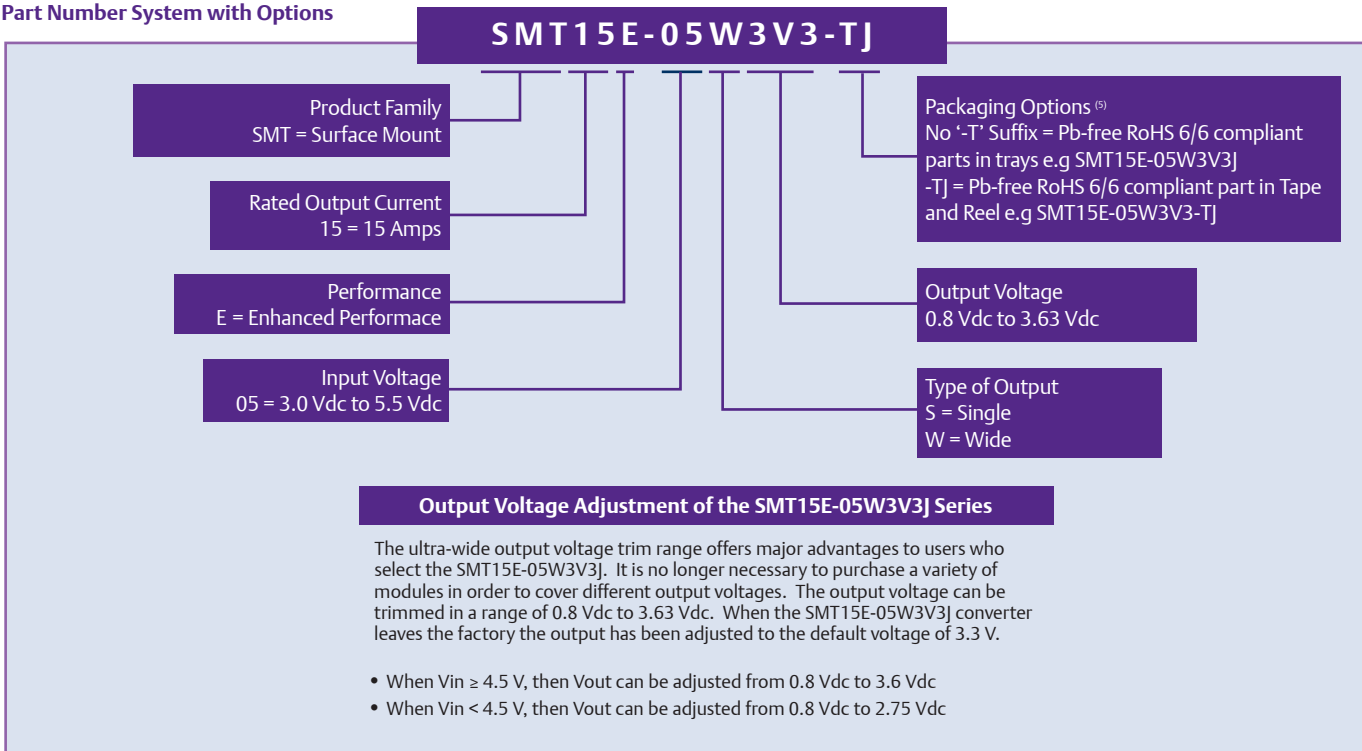 Part Number System with Options
SMT15E-05W3V3-TJ
Product Family
SMT = Surface Mount
Rated Output Current
15 = 15 Amps
Performance
E = Enhanced Performace
Input Voltage
05 = 3.0 Vdc to 5.5 Vdc
Packaging Options (5)
No ‘-T’ Suffix = Pb-free RoHS 6/6 compliant
parts in trays e.g SMT15E-05W3V3J
-TJ = Pb-free RoHS 6/6 compliant part in Tape
and Reel e.g SMT15E-05W3V3-TJ
Output Voltage
0.8 Vdc to 3.63 Vdc
Type of Output
S = Single
W = Wide
Output Voltage Adjustment of the SMT15E-05W3V3J Series
The ultra-wide output voltage trim range offers major advantages to users who
select the SMT15E-05W3V3J. It is no longer necessary to purchase a variety of
modules in order to cover different output voltages. The output voltage can be
trimmed in a range of 0.8 Vdc to 3.63 Vdc. When the SMT15E-05W3V3J converter
leaves the factory the output has been adjusted to the default voltage of 3.3 V.
• When Vin ≥ 4.5 V, then Vout can be adjusted from 0.8 Vdc to 3.6 Vdc
• When Vin < 4.5 V, then Vout can be adjusted from 0.8 Vdc to 2.75 Vdc